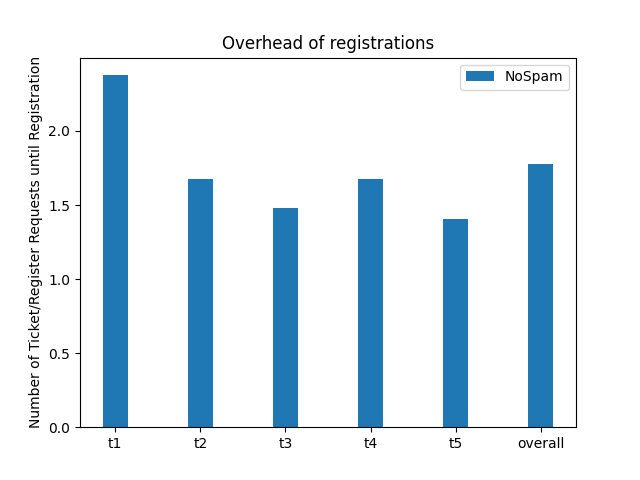 Overhead of registrations
NoSpam
Number of Ticket/Register Requests until Registration
2.0
1.5
1.0
0.5
0.0
t1 t2 t3 t4 t5 overall